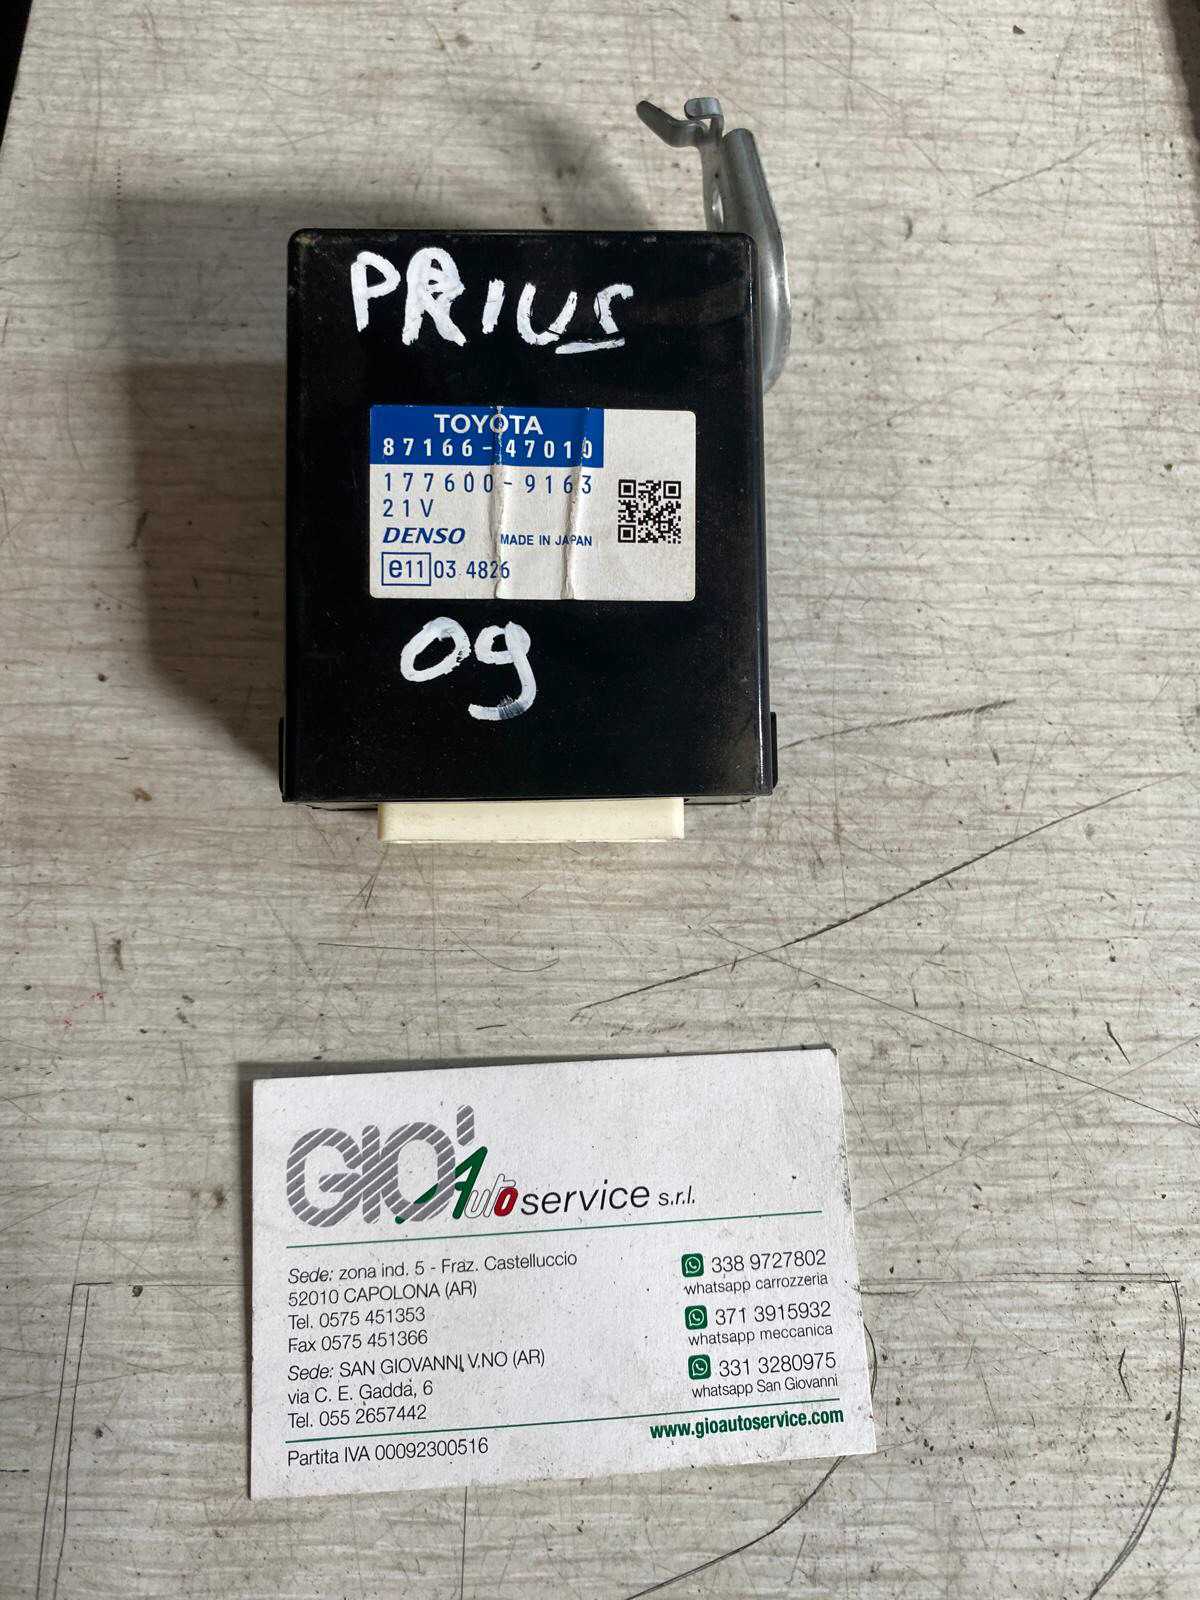 PRIUS
TOYOTA
87166-47010
177600-9163
21V
DENSO MADE IN JAPAN
e11 03 4826
09
GIO' Autoservice s.r.l.
Sede: zona ind. 5 - Fraz. Castelluccio
52010 CAPOLONA (AR)
Tel. 0575 451353
Fax 0575 451366
Sede: SAN GIOVANNI V.NO (AR)
via C. E. Gadda, 6
Tel. 055 2657442
Partita IVA 00092300516
338 9727802
whatsapp carrozzeria
371 3915932
whatsapp meccanica
331 3280975
whatsapp San Giovanni
www.gioautoservice.com